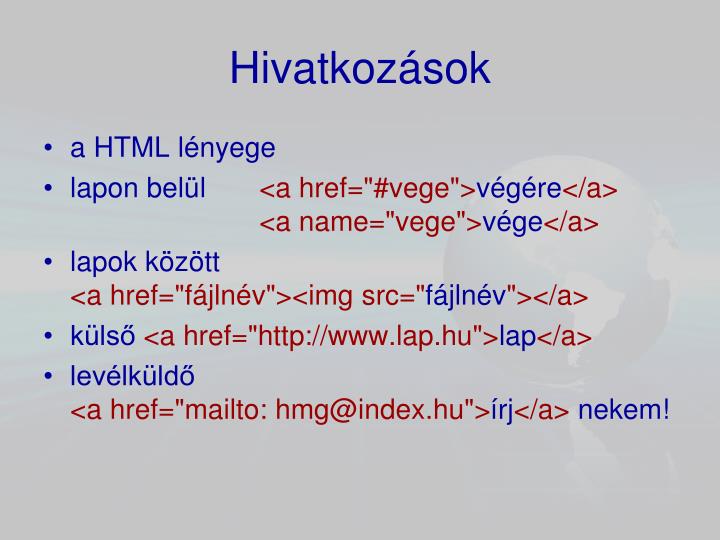 Hivatkozások
• a HTML lényege
• lapon belül <a href="#vege">végére</a>
<a name="vege">vége</a>
• lapok között
<a href="fájlnév"><img src="fájlnév"></a>
• külső <a href="http://www.lap.hu">lap</a>
• levélküldő
<a href="mailto: hmg@index.hu">írj</a> nekem!